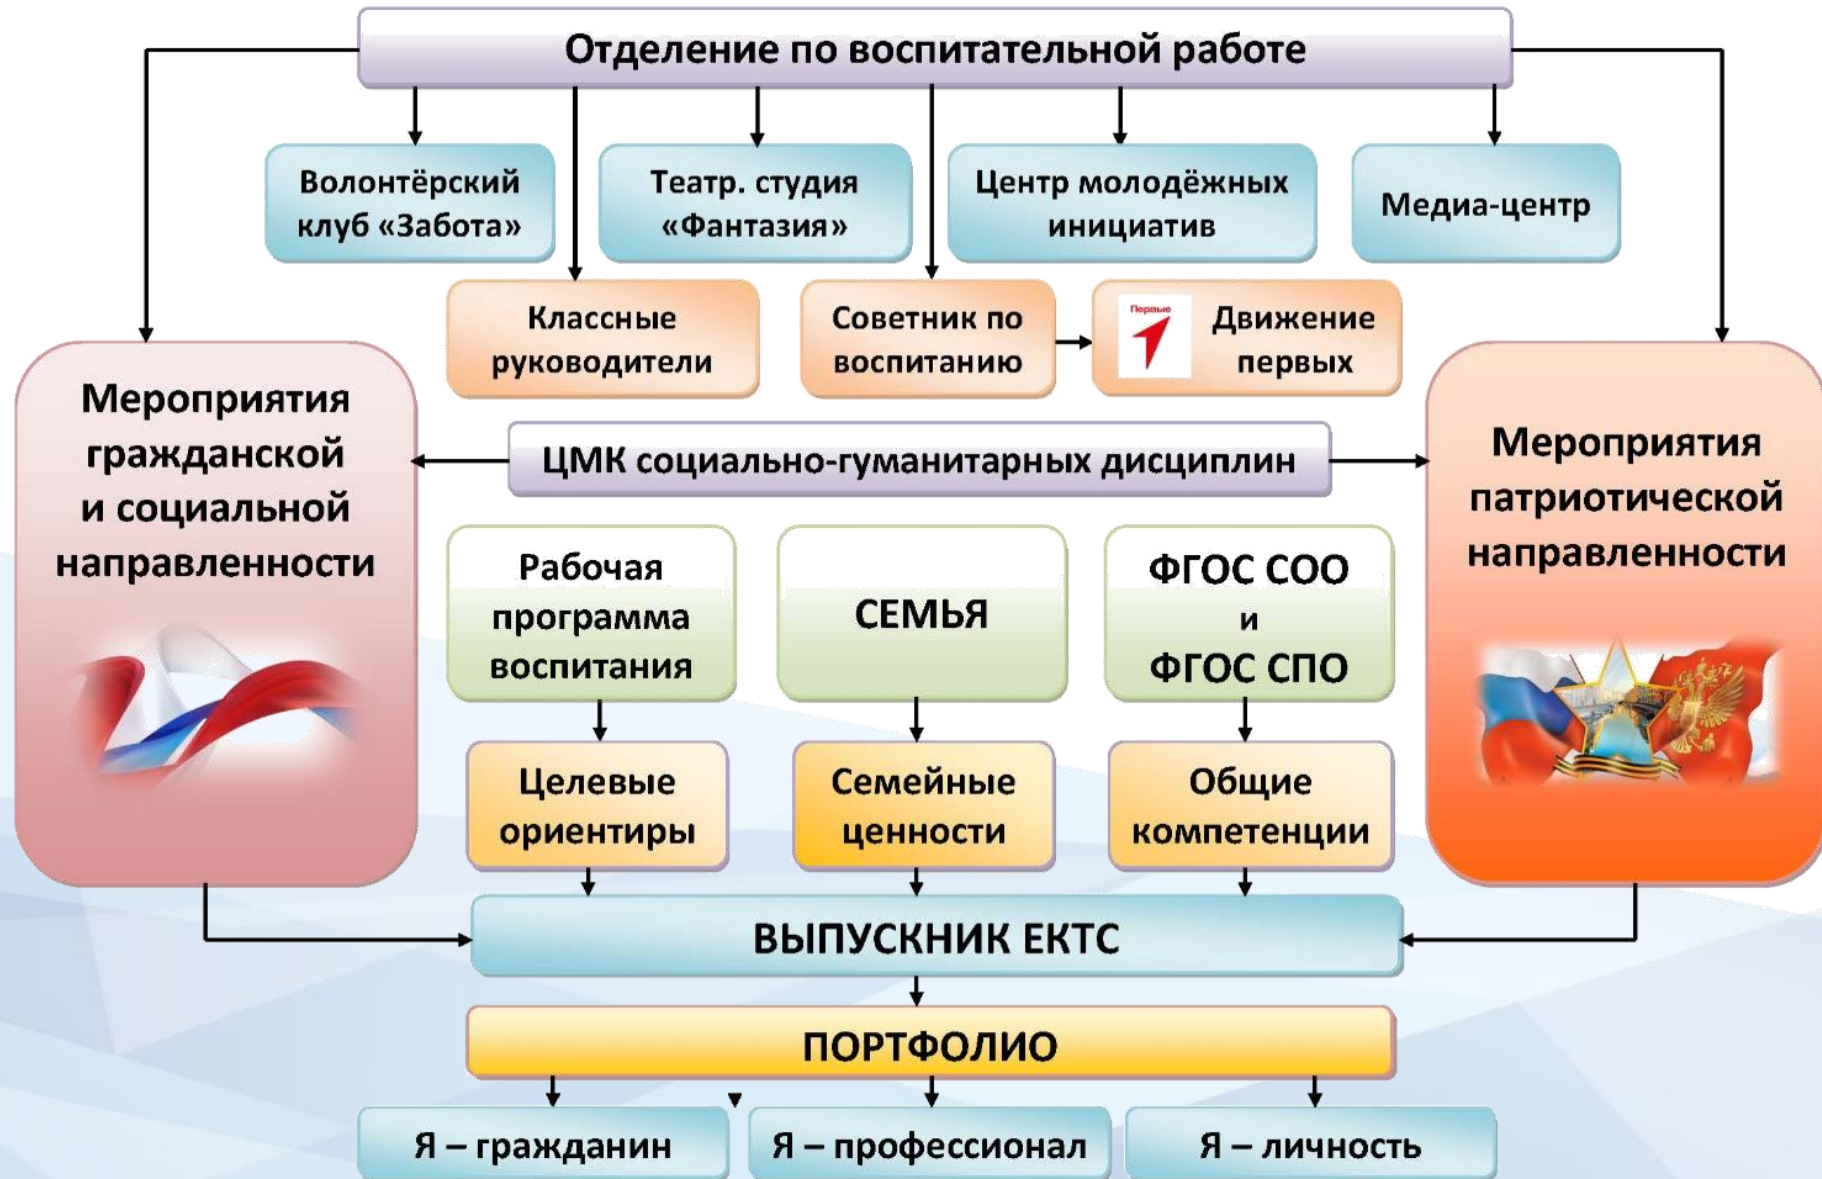 Отделение по воспитательной работе
Волонтёрский
клуб «Забота»
Театр. студия
«Фантазия»
Центр молодёжных
инициатив
Медиа-центр
Классные
руководители
Советник по
воспитанию
Первые
Движение
первых
Мероприятия
гражданской
и социальной
направленности
ЦМК социально-гуманитарных дисциплин
Мероприятия
патриотической
направленности
Рабочая
программа
воспитания
СЕМЬЯ
ФГОС СОО
и
ФГОС СПО
Целевые
ориентиры
Семейные
ценности
Общие
компетенции
ВЫПУСКНИК ЕКТС
ПОРТФОЛИО
Я – гражданин
Я – профессионал
Я – личность